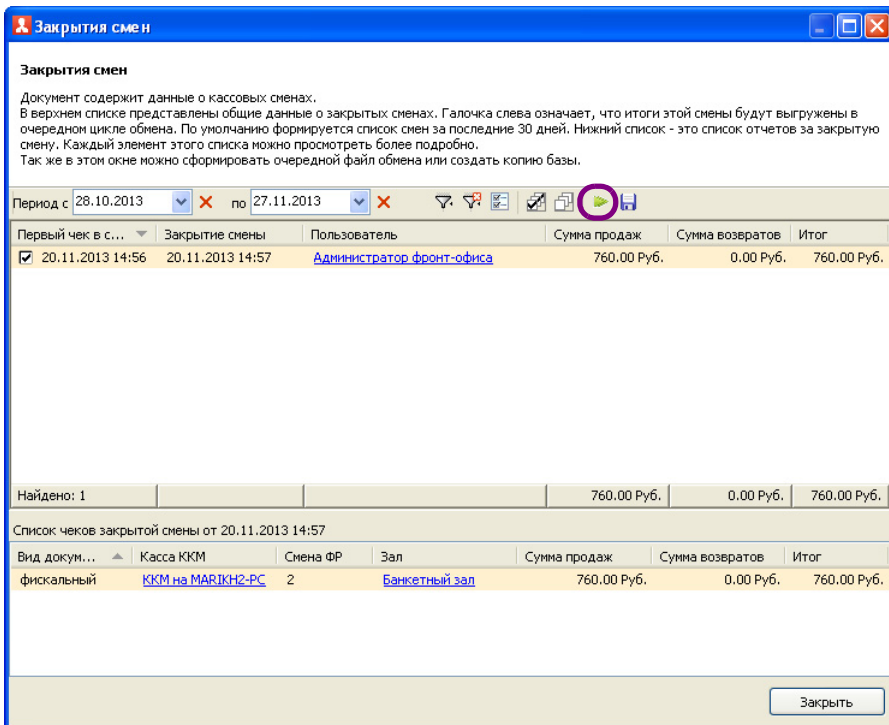 Закрытия смен
Закрытия смен
Документ содержит данные о кассовых сменах.
В верхнем списке представлены общие данные о закрытых сменах. Галочка слева означает, что итоги этой смены будут выгружены в
очередном цикле обмена. По умолчанию формируется список смен за последние 30 дней. Нижний список - это список отчетов за закрытую
смену. Каждый элемент этого списка можно просмотреть более подробно.
Так же в этом окне можно сформировать очередной файл обмена или создать копию базы.
Период с 28.10.2013 по 27.11.2013
Первый чек в с... Закрытие смены Пользователь Сумма продаж Сумма возвратов Итог
20.11.2013 14:56 20.11.2013 14:57 Администратор фронт-офиса 760.00 Руб. 0.00 Руб. 760.00 Руб.
Найдено: 1 760.00 Руб. 0.00 Руб. 760.00 Руб.
Список чеков закрытой смены от 20.11.2013 14:57
Вид докум... Касса ККМ Смена ФР Зал Сумма продаж Сумма возвратов Итог
фискальный ККМ на MARIKH2-PC 2 Банкетный зал 760.00 Руб. 0.00 Руб. 760.00 Руб.
Закрыть